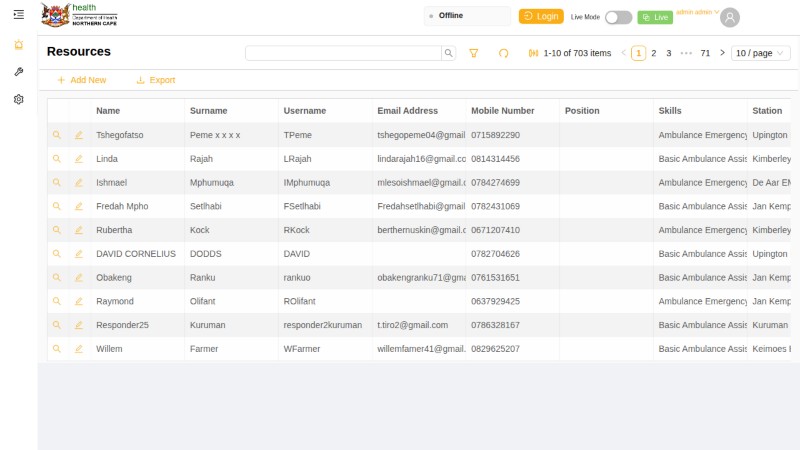 health
Department of Health
NORTHERN CAPE
Offline
Login
Live Mode
Live
admin admin
Resources
1-10 of 703 items
1 2 3 ••• 71
10 / page
Add New
Export
Name Surname Username Email Address Mobile Number Position Skills Station
Tshegofatso Peme x x x x TPeme tshegopeme04@gmail 0715892290 Ambulance Emergency Upington
Linda Rajah LRajah lindarajah16@gmail.cc 0814314456 Basic Ambulance Assis Kimberley
Ishmael Mphumuqa IMphumuqa mlesoishmael@gmail.c 0784274699 Ambulance Emergency De Aar EM
Fredah Mpho Setlhabi FSetlhabi Fredahsetlhabi@gmail 0782431069 Basic Ambulance Assis Jan Kemp
Rubertha Kock RKock berthernuskin@gmail.c 0671207410 Ambulance Emergency Kimberley
DAVID CORNELIUS DODDS DAVID 0782704626 Basic Ambulance Assis Upington
Obakeng Ranku rankuo obakengranku71@gma 0761531651 Basic Ambulance Assis Jan Kemp
Raymond Olifant ROlifant 0637929425 Ambulance Emergency Jan Kemp
Responder25 Kuruman responder2kuruman t.tiro2@gmail.com 0786328167 Basic Ambulance Assis Kuruman
Willem Farmer WFarmer willemfamer41@gmail. 0829625207 Basic Ambulance Assis Keimoes